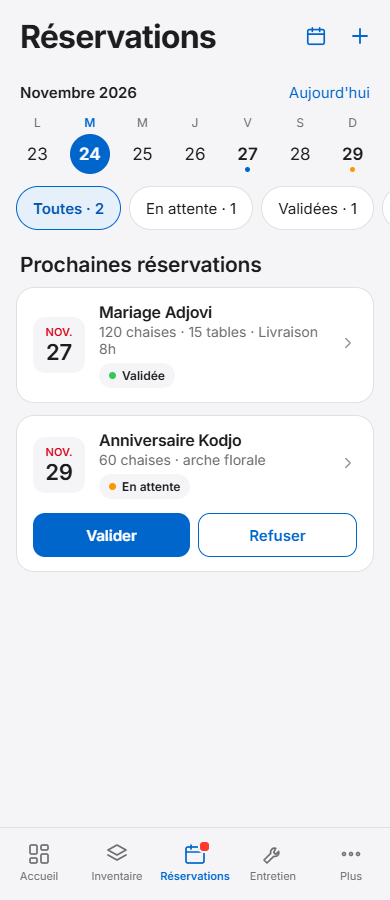 Réservations
Novembre 2026
Aujourd'hui
L M M J V S D
23 24 25 26 27 28 29
Toutes · 2
En attente · 1
Validées · 1
Prochaines réservations
NOV.
27
Mariage Adjovi
120 chaises · 15 tables · Livraison
8h
Validée
NOV.
29
Anniversaire Kodjo
60 chaises · arche florale
En attente
Valider
Refuser
Accueil
Inventaire
Réservations
Entretien
Plus